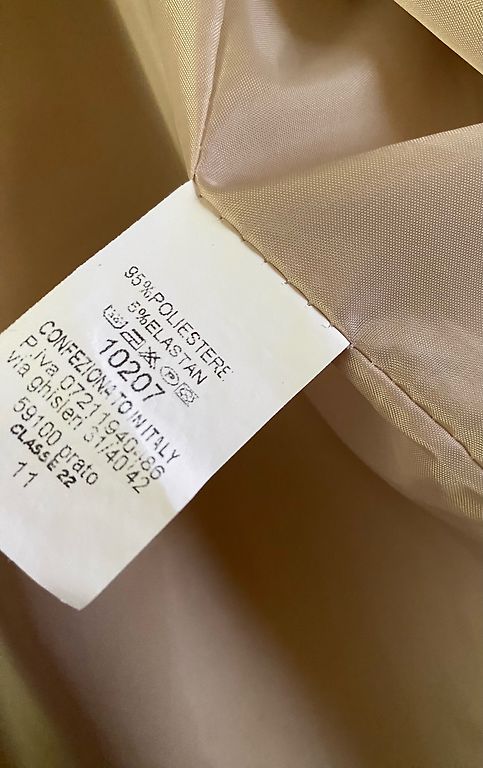 95%POLIESTERE
5%ELASTAN
10207
CONFEZIONATO IN ITALY
P.Iva
via ghisleri 31/40'42
59100 prato
CLASSE 22
11